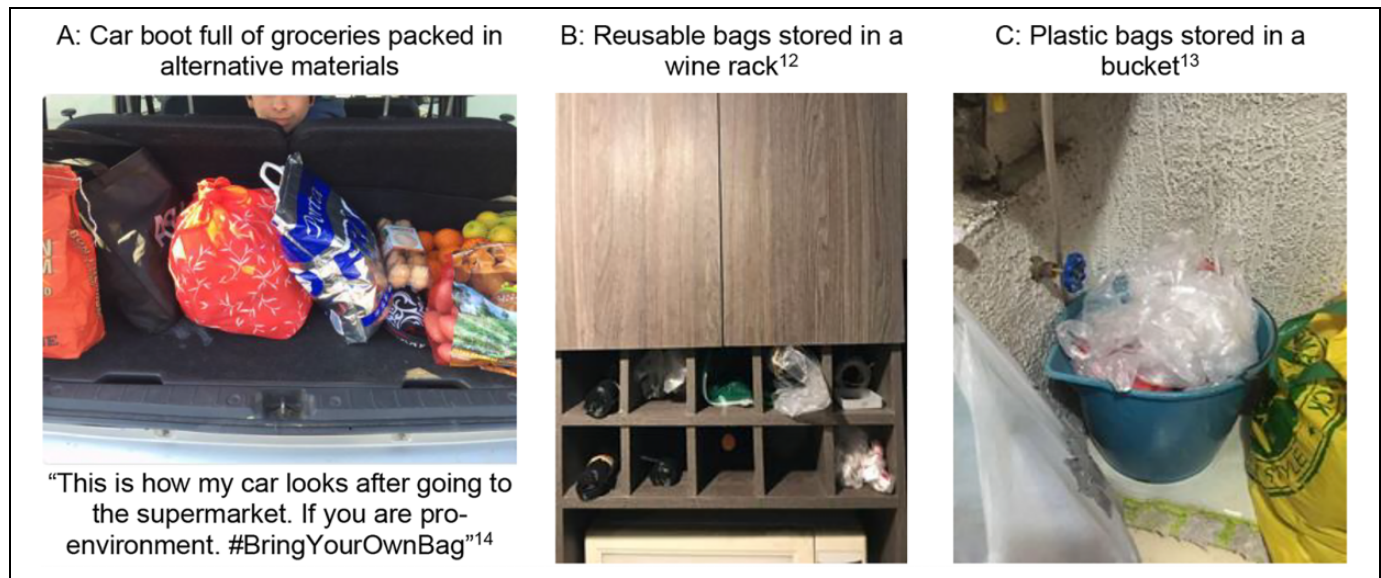 A: Car boot full of groceries packed in
alternative materials
B: Reusable bags stored in a
wine rack12
C: Plastic bags stored in a
bucket13
“This is how my car looks after going to
the supermarket. If you are pro-
environment. #BringYourOwnBag”14
STYLE